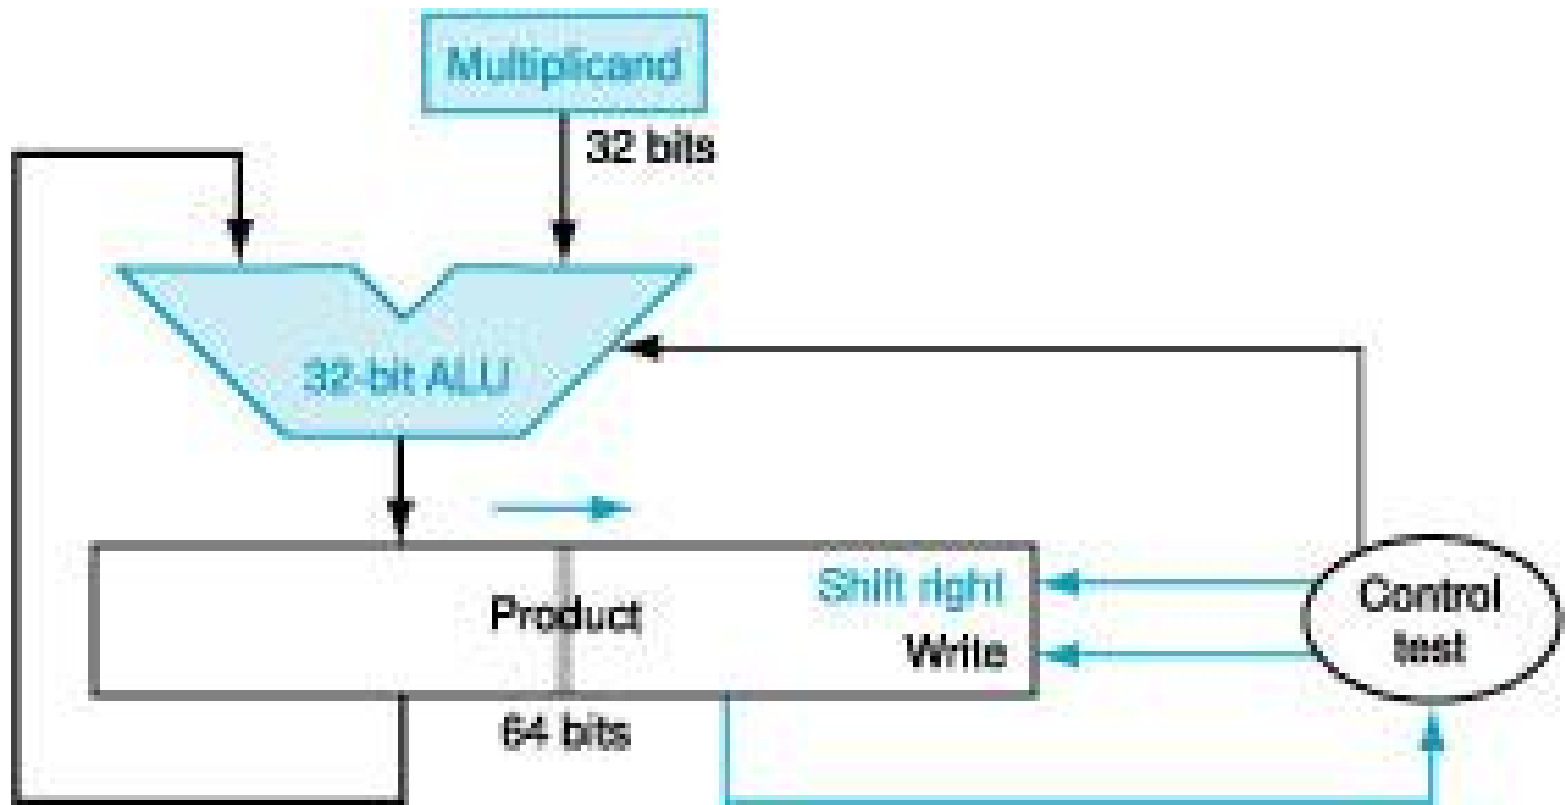 Multiplicand
32 bits
32-bit ALU
Product
Shift right
Write
64 bits
Control
test